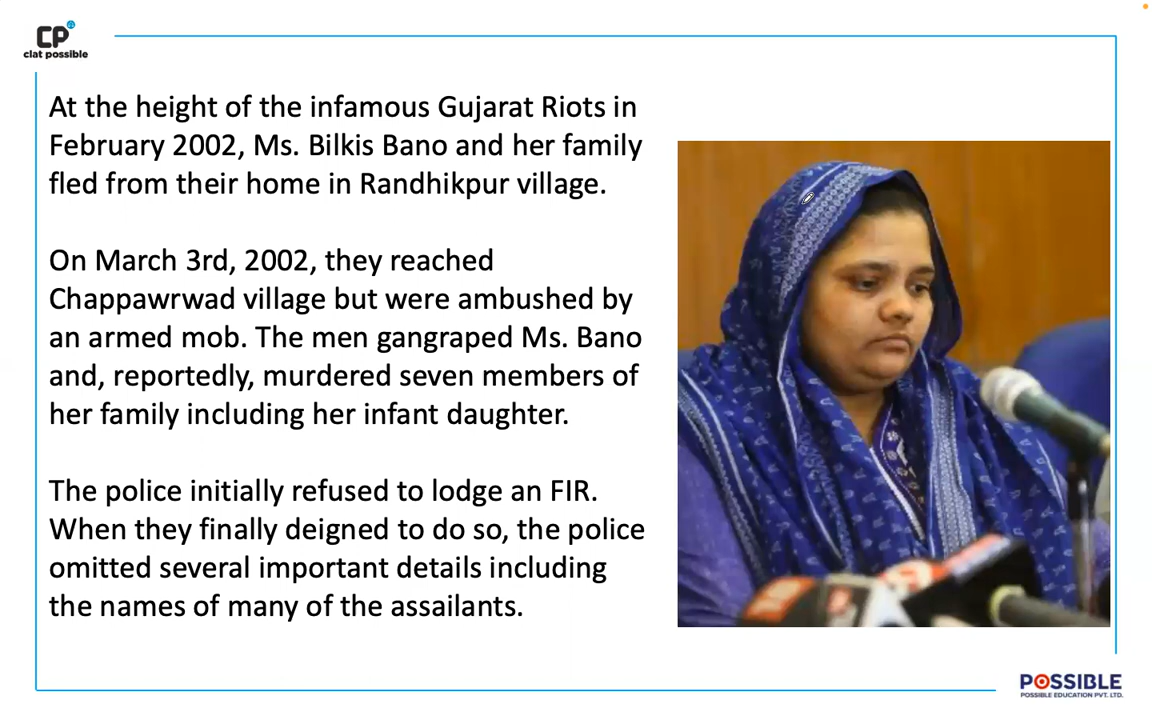 CP
clat possible
At the height of the infamous Gujarat Riots in
February 2002, Ms. Bilkis Bano and her family
fled from their home in Randhikpur village.
On March 3rd, 2002, they reached
Chappawrwad village but were ambushed by
an armed mob. The men gangraped Ms. Bano
and, reportedly, murdered seven members of
her family including her infant daughter.
The police initially refused to lodge an FIR.
When they finally deigned to do so, the police
omitted several important details including
the names of many of the assailants.
POSSIBLE
POSSIBLE EDUCATION PVT. LTD.